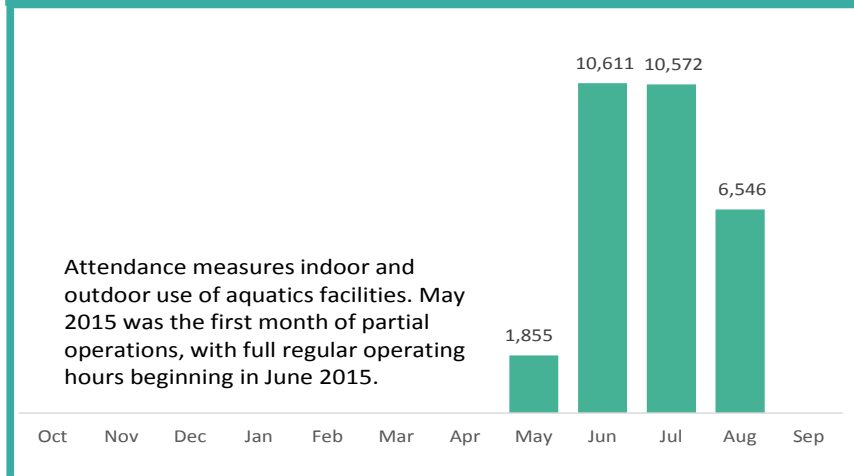 10,611 10,572
6,546
Attendance measures indoor and
outdoor use of aquatics facilities. May
2015 was the first month of partial
operations, with full regular operating
hours beginning in June 2015.
1,855
Oct Nov Dec Jan Feb Mar Apr May Jun Jul Aug Sep